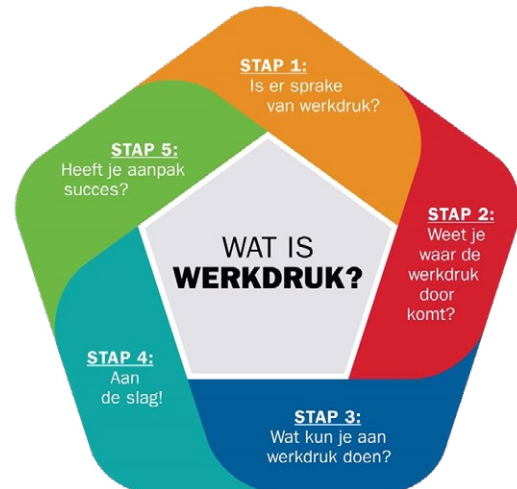 STAP 1:
Is er sprake
van werkdruk?
STAP 2:
Weet je
waar de
werkdruk
door
komt?
STAP 3:
Wat kun je aan
werkdruk doen?
STAP 4:
Aan
de slag!
STAP 5:
Heeft je aanpak
succes?
WAT IS
WERKDRUK?